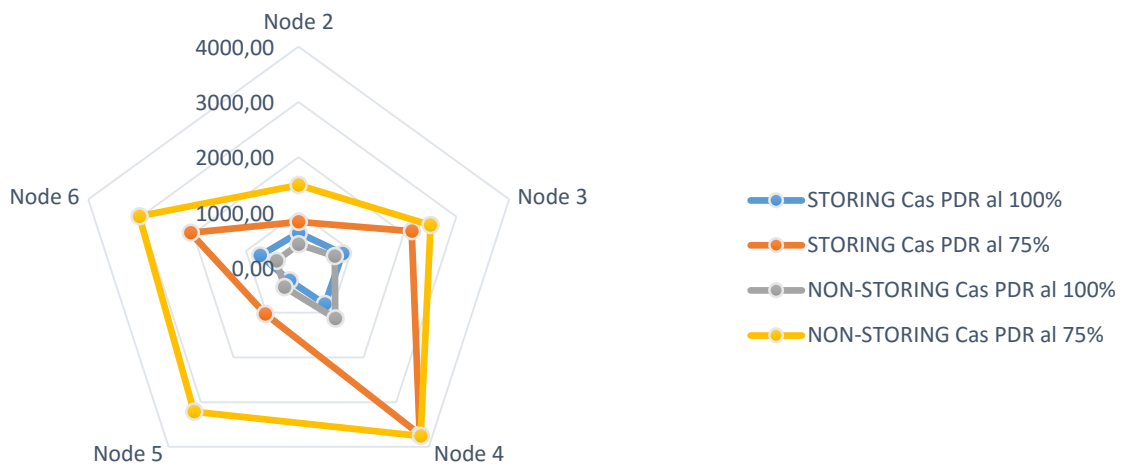 Node 2
4000,00
3000,00
2000,00
1000,00
0,00
Node 3
Node 4
Node 5
Node 6
STORING Cas PDR al 100%
STORING Cas PDR al 75%
NON-STORING Cas PDR al 100%
NON-STORING Cas PDR al 75%